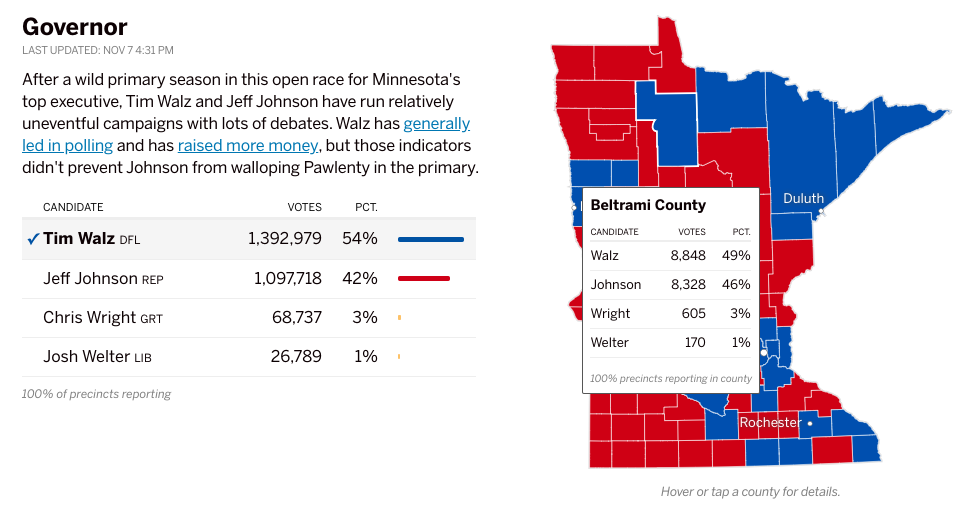 Governor
LAST UPDATED: NOV 7 4:31 PM
After a wild primary season in this open race for Minnesota's
top executive, Tim Walz and Jeff Johnson have run relatively
uneventful campaigns with lots of debates. Walz has generally
led in polling and has raised more money, but those indicators
didn't prevent Johnson from walloping Pawlenty in the primary.
CANDIDATE VOTES PCT.
✓ Tim Walz DFL 1,392,979 54%
Jeff Johnson REP 1,097,718 42%
Chris Wright GRT 68,737 3%
Josh Welter LIB 26,789 1%
100% of precincts reporting
Duluth
Beltrami County
CANDIDATE VOTES PCT.
Walz 8,848 49%
Johnson 8,328 46%
Wright 605 3%
Welter 170 1%
100% precincts reporting in county
Rochester
Hover or tap a county for details.